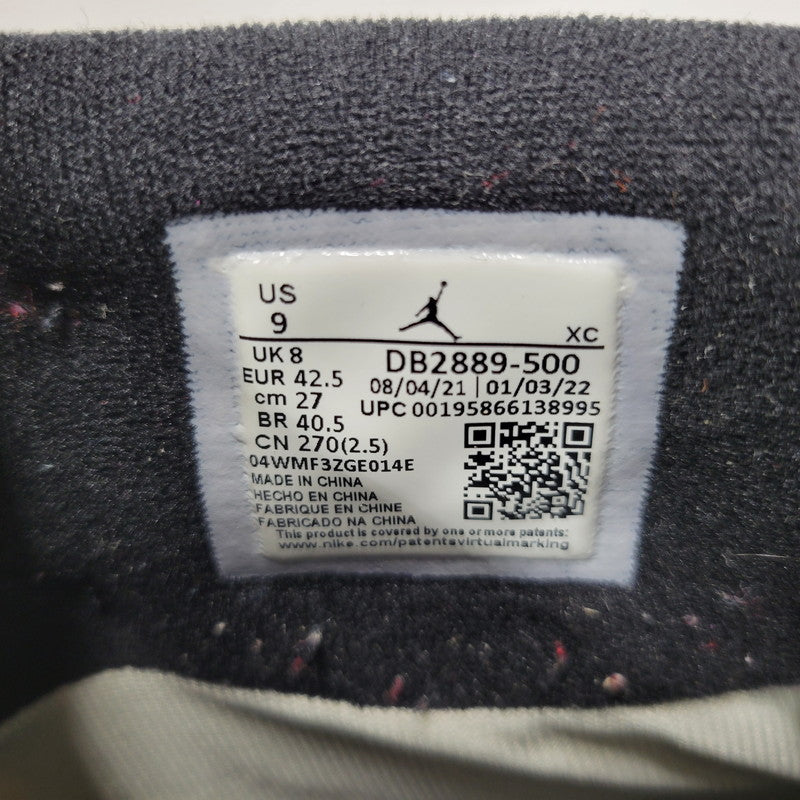 US
9
XC
UK 8
EUR 42.5
cm 27
BR 40.5
CN 270(2.5)
DB2889-500
08/04/21 | 01/03/22
UPC 00195866138995
04WMF3ZGE014E
MADE IN CHINA
HECHO EN CHINA
FABRIQUE EN CHINE
FABRICADO NA CHINA
This product is covered by one or more patents:
www.nike.com/patentsvirtualmarking